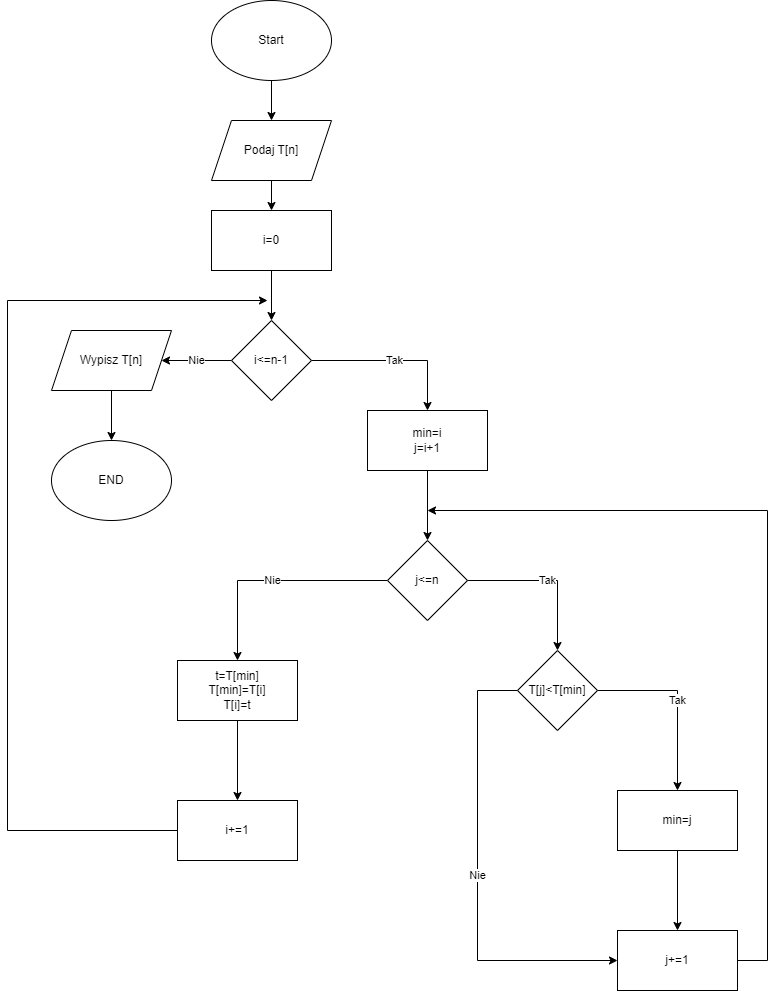 Start
Podaj T[n]
i=0
Wypisz T[n]
Nie
i<=n-1
Tak
END
min=i
j=i+1
Nie
j<=n
Tak
t=T[min]
T[min]=T[i]
T[i]=t
T[j]<T[min]
Tak
i+=1
min=j
Nie
j+=1